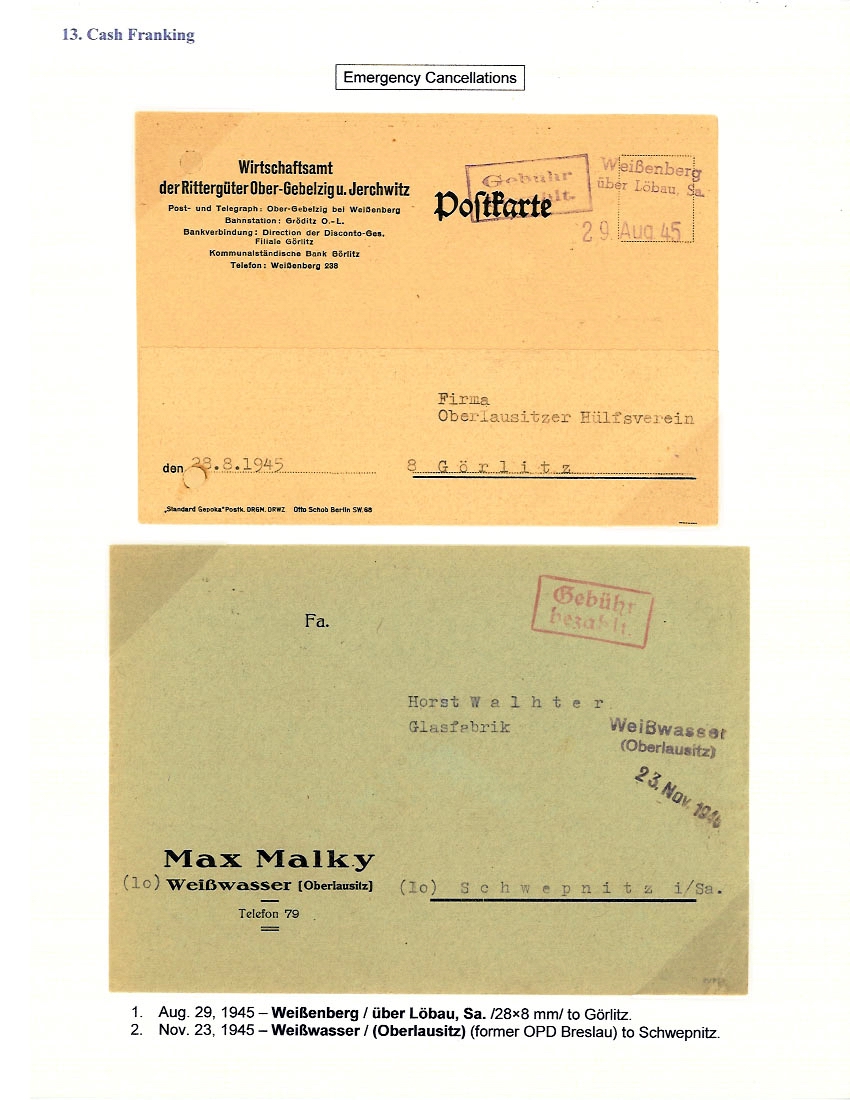 13. Cash Franking
Emergency Cancellations
Wirtschaftsamt
der Rittergüter Ober-Gebelzig u. Jerchwitz
Post- und Telegraph: Ober-Gebelzig bei Weißenberg
Bahnstation: Gröditz O.-L.
Bankverbindung: Direction der Disconto-Ges.
Filiale Görlitz
Kommunalständische Bank Görlitz
Telefon: Weißenberg 238
Gebühr
Postkarte
Weißenberg
über Löbau, Sa.
29. Aug 45
Firma
Oberlausitzer Hülfsverein
den 28.8.1945
8 Görlitz
„Standard Gepoka" Postk. DRGM. DRWZ Otto Schob Berlin SW. 68
Gebühr
bezahlt.
Fa.
Horst Walhter
Glasfabrik
Weißwasser
(Oberlausitz)
23. Nov. 1945
Max Malky
(10) Weißwasser [Oberlausitz]
Telefon 79
(10) Schwepnitz i/Sa.
1. Aug. 29, 1945 – Weißenberg / über Löbau, Sa. /28×8 mm/ to Görlitz.
2. Nov. 23, 1945 – Weißwasser / (Oberlausitz) (former OPD Breslau) to Schwepnitz.